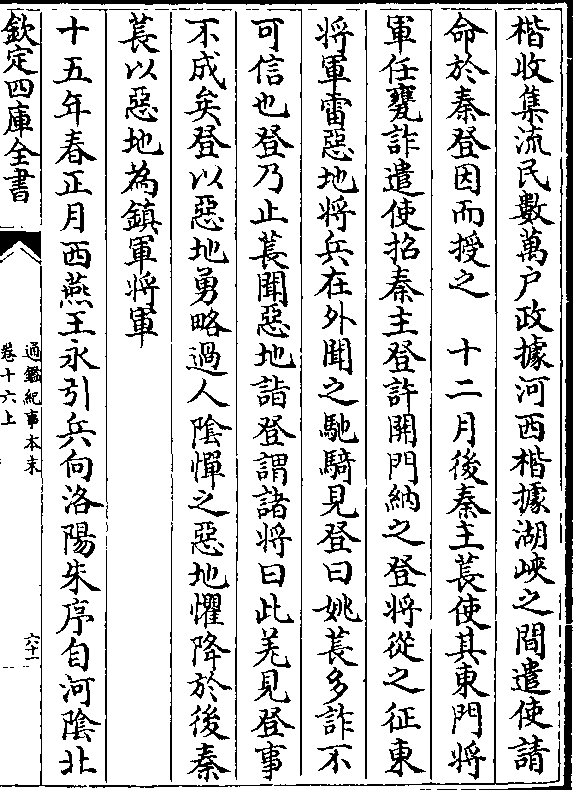 楷收集流民數萬户政據河西楷據湖峽之間遣使請
命於秦登因而授之　十二月後秦主萇使其東門將
軍任瓮詐遣使招秦主登許開門納之登將從之征東
將軍雷惡地將兵在外聞之馳騎見登曰姚萇多詐不
可信也登乃止萇聞惡地詣登謂諸將曰此羌見登事
不成矣登以惡地勇略過人陰憚之惡地懼降於後秦
萇以惡地為鎮軍將軍
十五年春正月西燕王永引兵向洛陽朱序自河陰北
欽定四庫全書
通鑑紀事本末
卷十六上
六十一